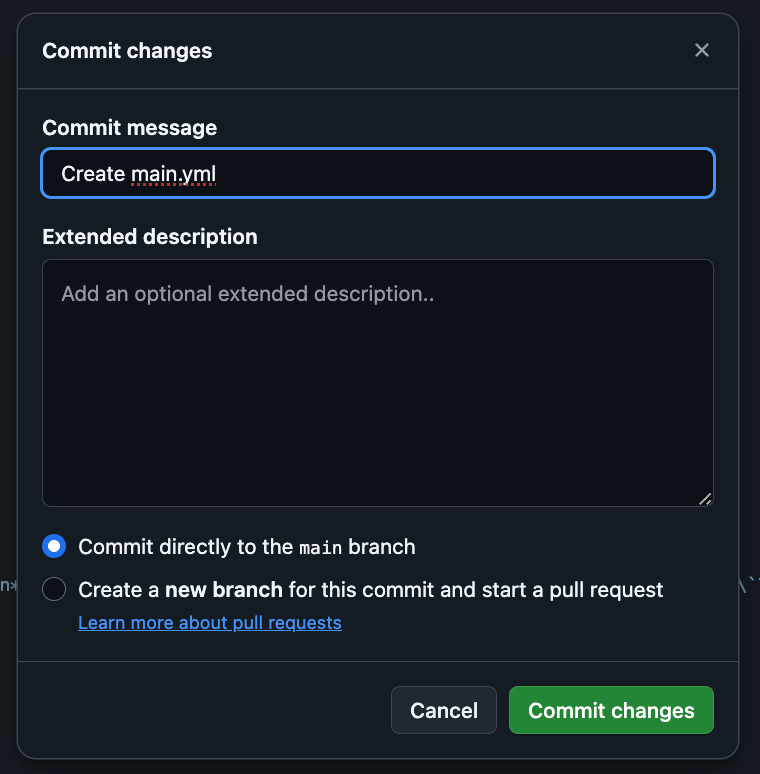 Commit changes
Commit message
Create main.yml
Extended description
Add an optional extended description..
Commit directly to the main branch
Create a new branch for this commit and start a pull request
Learn more about pull requests
Cancel
Commit changes